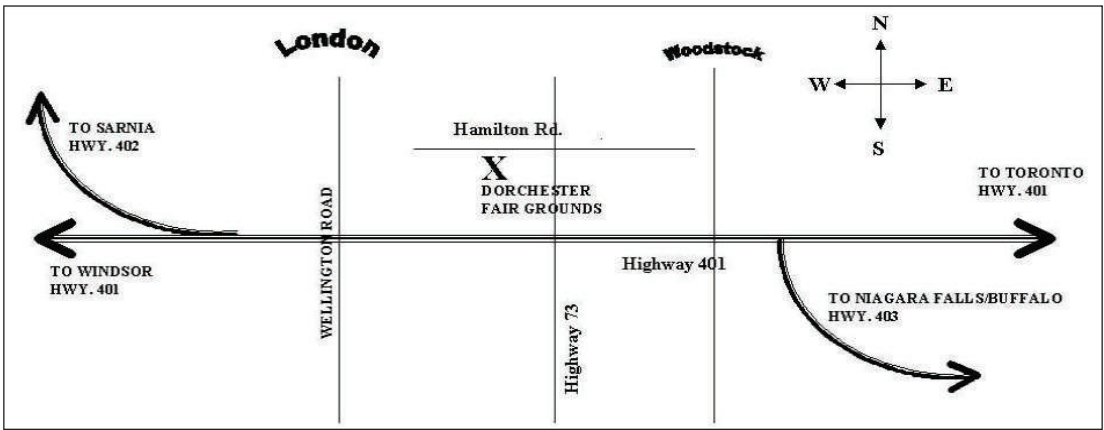 London
Woodstock
N
W
E
S
TO SARNIA
HWY. 402
Hamilton Rd.
X
DORCHESTER
FAIR GROUNDS
TO TORONTO
HWY. 401
WELLINGTON ROAD
TO WINDSOR
HWY. 401
Highway 401
Highway 73
TO NIAGARA FALLS/BUFFALO
HWY. 403